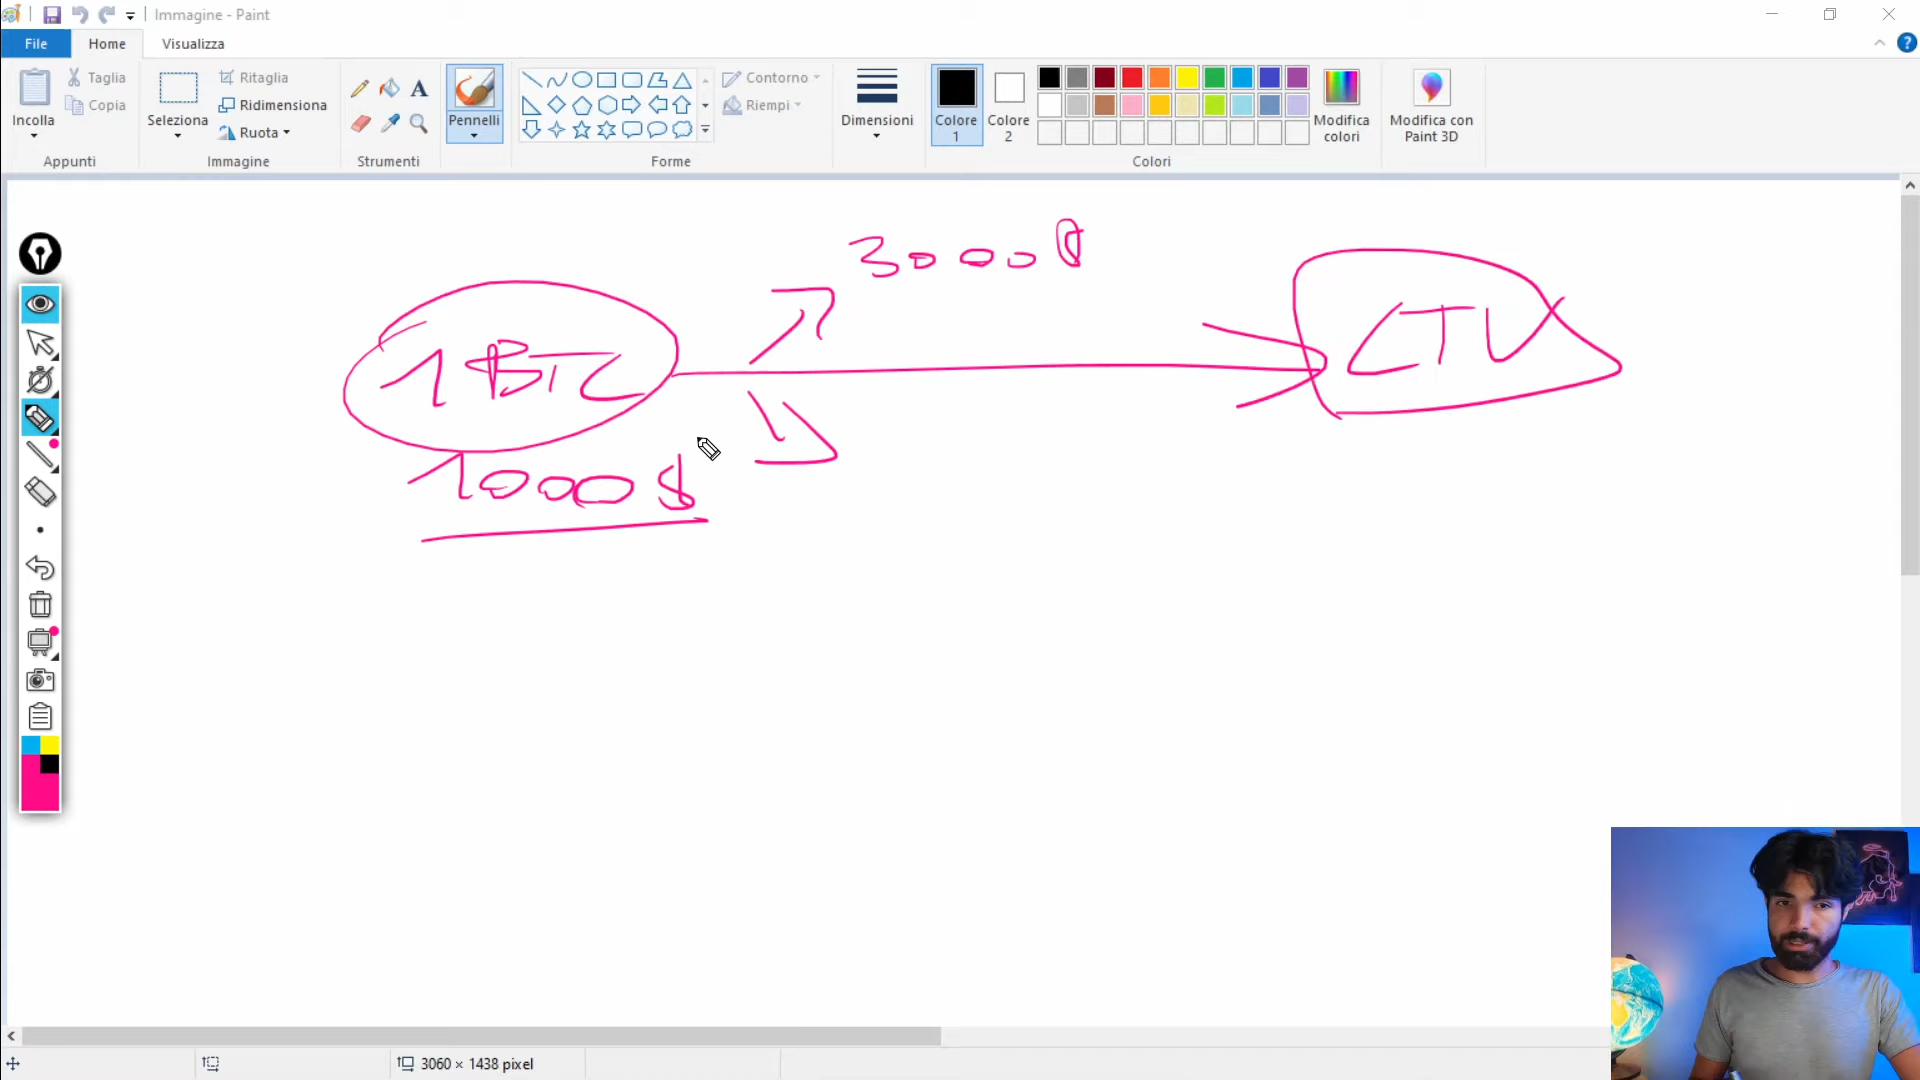 Immagine - Paint
File Home Visualizza
Taglia
Copia
Incolla
Appunti
Ritaglia
Ridimensiona
Ruota
Seleziona
Immagine
Strumenti
Pennelli
Forme
Contorno
Riempi
Dimensioni
Colore 1
Colore 2
Colori
Modifica colori
Modifica con Paint 3D
3000$
1 BTC
CTV
1000 $
3060 × 1438 pixel